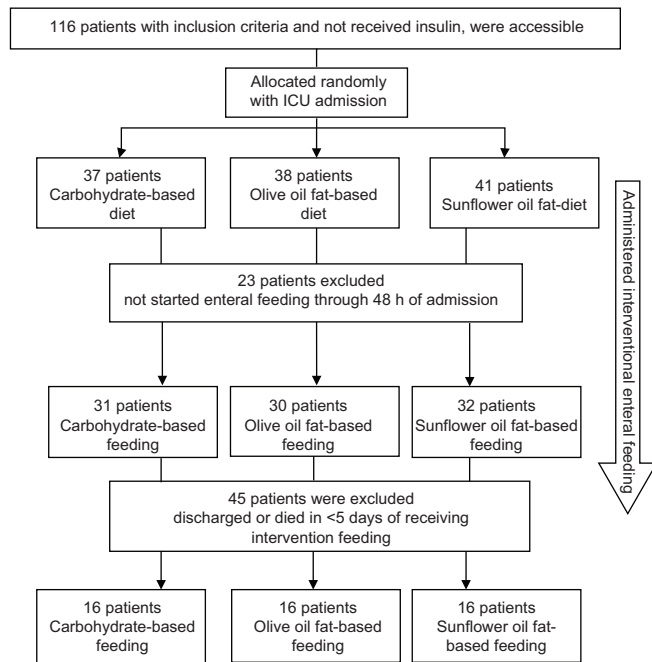 116 patients with inclusion criteria and not received insulin, were accessible
Allocated randomly
with ICU admission
37 patients
Carbohydrate-based
diet
38 patients
Olive oil fat-based
diet
41 patients
Sunflower oil fat-diet
23 patients excluded
not started enteral feeding through 48 h of admission
31 patients
Carbohydrate-based
feeding
30 patients
Olive oil fat-based
feeding
32 patients
Sunflower oil fat-based
feeding
45 patients were excluded
discharged or died in <5 days of receiving
intervention feeding
16 patients
Carbohydrate-based
feeding
16 patients
Olive oil fat-based
feeding
16 patients
Sunflower oil fat-
based feeding
Administered interventional enteral feeding